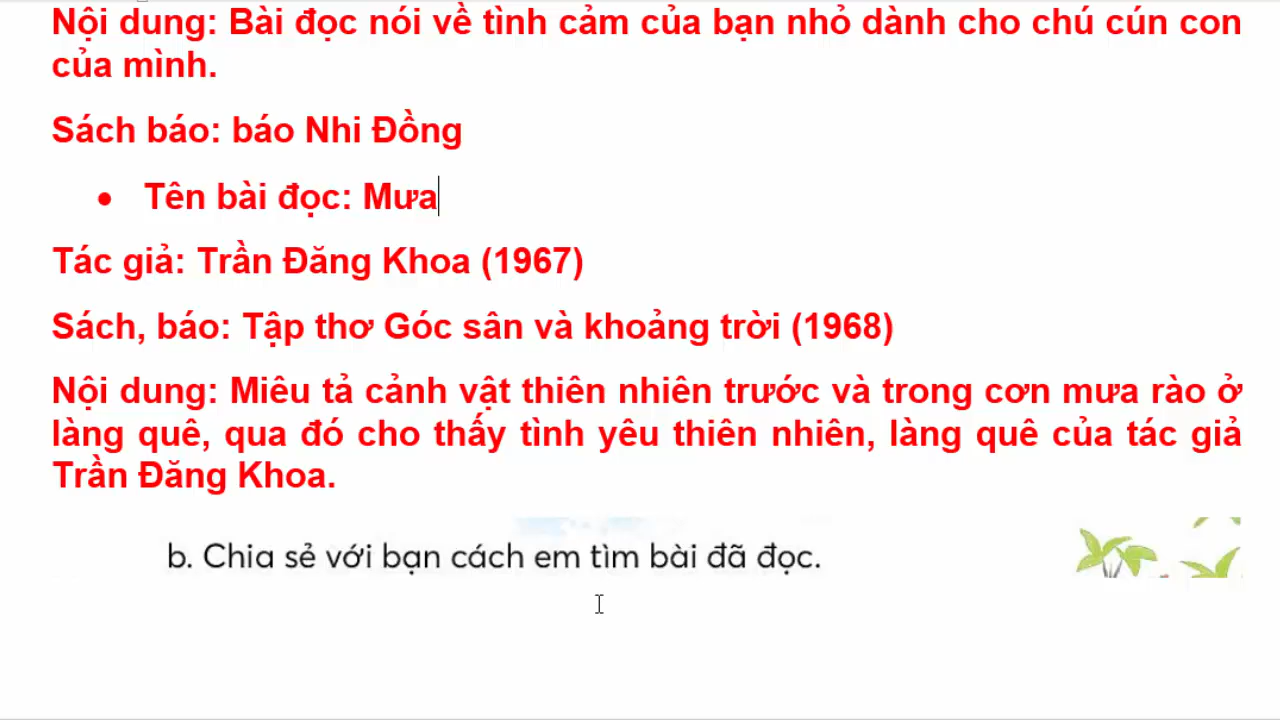 Nội dung: Bài đọc nói về tình cảm của bạn nhỏ dành cho chú cún con
của mình.
Sách báo: báo Nhi Đồng
• Tên bài đọc: Mưa
Tác giả: Trần Đăng Khoa (1967)
Sách, báo: Tập thơ Góc sân và khoảng trời (1968)
Nội dung: Miêu tả cảnh vật thiên nhiên trước và trong cơn mưa rào ở
làng quê, qua đó cho thấy tình yêu thiên nhiên, làng quê của tác giả
Trần Đăng Khoa.
b. Chia sẻ với bạn cách em tìm bài đã đọc.